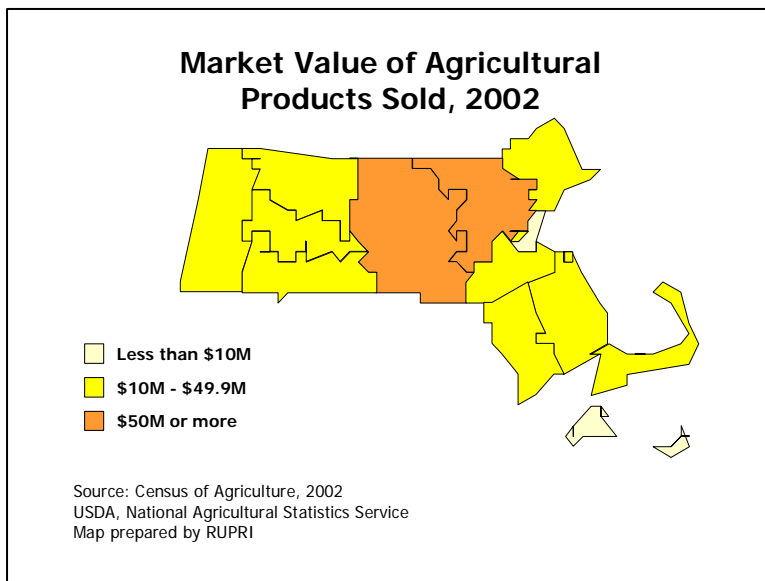 Market Value of Agricultural
Products Sold, 2002
Less than $10M
$10M - $49.9M
$50M or more
Source: Census of Agriculture, 2002
USDA, National Agricultural Statistics Service
Map prepared by RUPRI